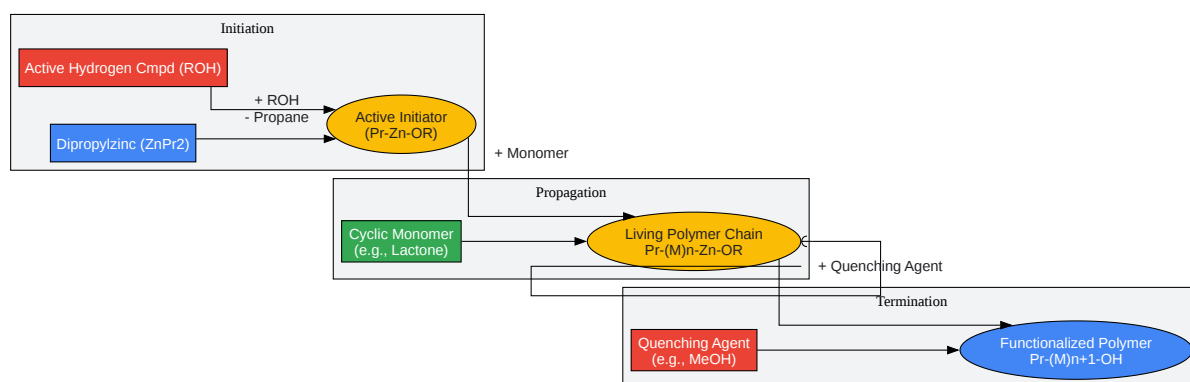 Initiation
Active Hydrogen Cmpd (ROH)
+ ROH
- Propane
Active Initiator
(Pr-Zn-OR)
Dipropylzinc (ZnPr2)
+ Monomer
Propagation
Cyclic Monomer
(e.g., Lactone)
Living Polymer Chain
Pr-(M)n-Zn-OR
+ Quenching Agent
Termination
Quenching Agent
(e.g., MeOH)
Functionalized Polymer
Pr-(M)n+1-OH